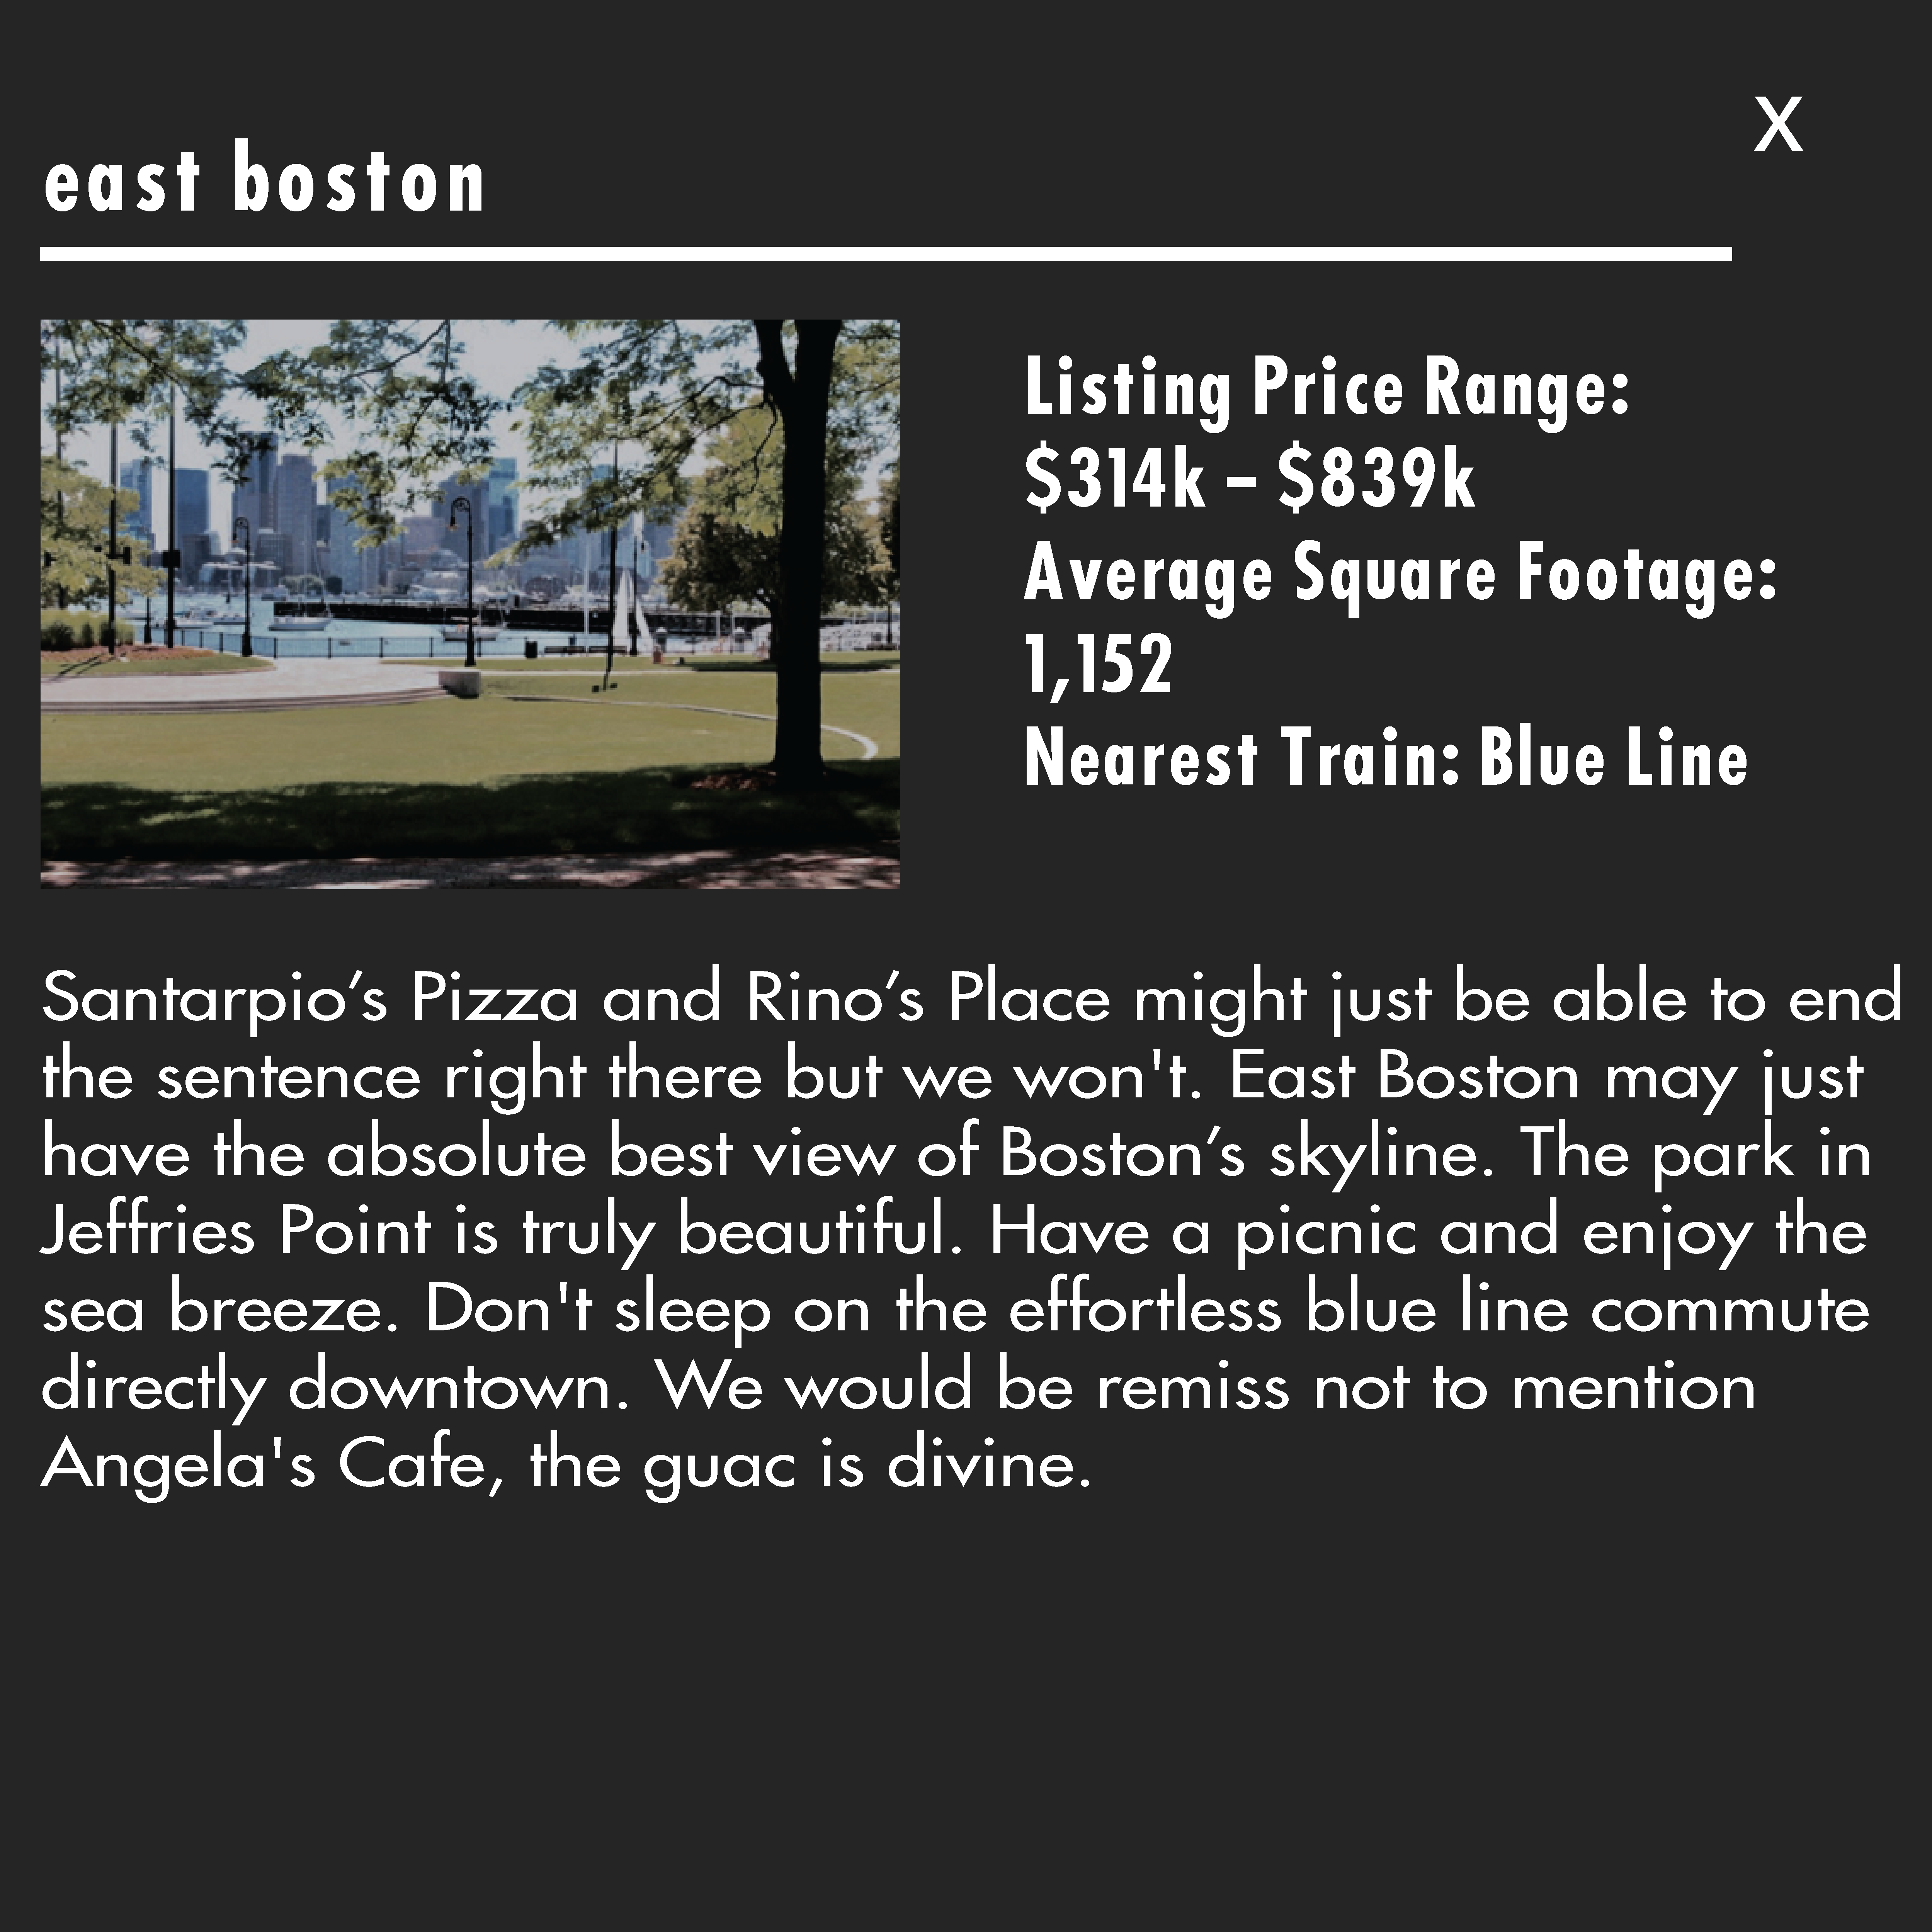 X
east boston
Listing Price Range:
$314k – $839k
Average Square Footage:
1,152
Nearest Train: Blue Line
Santarpio’s Pizza and Rino’s Place might just be able to end
the sentence right there but we won't. East Boston may just
have the absolute best view of Boston’s skyline. The park in
Jeffries Point is truly beautiful. Have a picnic and enjoy the
sea breeze. Don't sleep on the effortless blue line commute
directly downtown. We would be remiss not to mention
Angela's Cafe, the guac is divine.